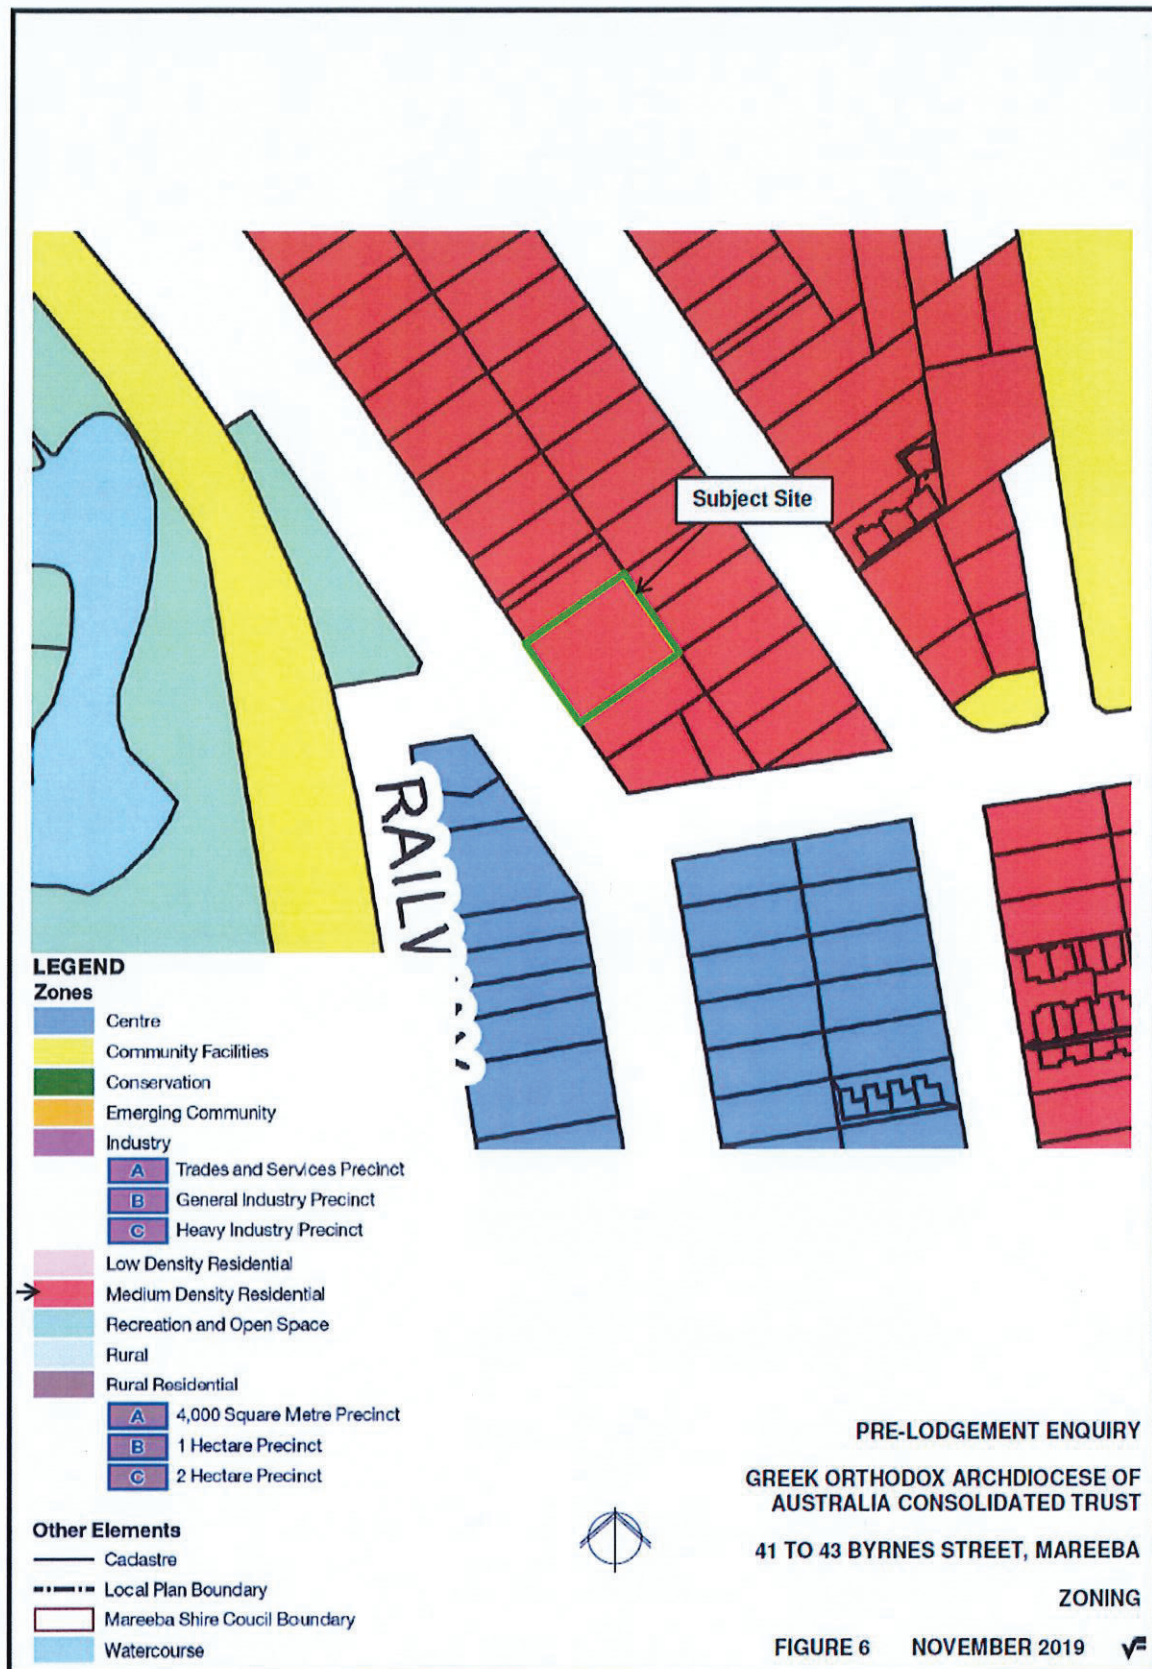 Subject Site
RAILW
LEGEND
Zones
Centre
Community Facilities
Conservation
Emerging Community
Industry
A Trades and Services Precinct
B General Industry Precinct
C Heavy Industry Precinct
Low Density Residential
Medium Density Residential
Recreation and Open Space
Rural
Rural Residential
A 4,000 Square Metre Precinct
B 1 Hectare Precinct
C 2 Hectare Precinct
Other Elements
Cadastre
Local Plan Boundary
Mareeba Shire Coucil Boundary
Watercourse
PRE-LODGEMENT ENQUIRY
GREEK ORTHODOX ARCHDIOCESE OF
AUSTRALIA CONSOLIDATED TRUST
41 TO 43 BYRNES STREET, MAREEBA
ZONING
FIGURE 6 NOVEMBER 2019